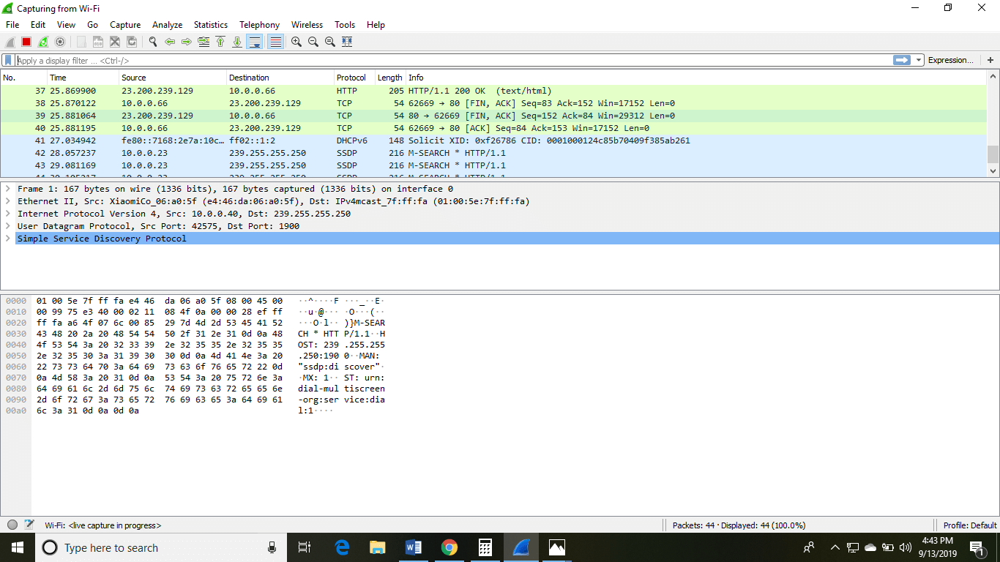 Capturing from Wi-Fi
File Edit View Go Capture Analyze Statistics Telephony Wireless Tools Help
Apply a display filter ... <Ctrl-/> Expression... +
No. Time Source Destination Protocol Length Info
37 25.869900 23.200.239.129 10.0.0.66 HTTP 205 HTTP/1.1 200 OK (text/html)
38 25.870122 10.0.0.66 23.200.239.129 TCP 54 62669 → 80 [FIN, ACK] Seq=83 Ack=152 Win=17152 Len=0
39 25.881064 23.200.239.129 10.0.0.66 TCP 54 80 → 62669 [FIN, ACK] Seq=152 Ack=84 Win=29312 Len=0
40 25.881195 10.0.0.66 23.200.239.129 TCP 54 62669 → 80 [ACK] Seq=84 Ack=153 Win=17152 Len=0
41 27.034942 fe80::7168:2e7a:10c… ff02::1:2 DHCPv6 148 Solicit XID: 0xf26786 CID: 0001000124c85b70409f385ab261
42 28.057237 10.0.0.23 239.255.255.250 SSDP 216 M-SEARCH * HTTP/1.1
43 29.081169 10.0.0.23 239.255.255.250 SSDP 216 M-SEARCH * HTTP/1.1
44 30.105217 10.0.0.23 239.255.255.250 SSDP 216 M-SEARCH * HTTP/1.1
Frame 1: 167 bytes on wire (1336 bits), 167 bytes captured (1336 bits) on interface 0
Ethernet II, Src: XiaomiCo_06:a0:5f (e4:46:da:06:a0:5f), Dst: IPv4mcast_7f:ff:fa (01:00:5e:7f:ff:fa)
Internet Protocol Version 4, Src: 10.0.0.40, Dst: 239.255.255.250
User Datagram Protocol, Src Port: 42575, Dst Port: 1900
Simple Service Discovery Protocol
0000 01 00 5e 7f ff fa e4 46 da 06 a0 5f 08 00 45 00 ··^····F ···_··E·
0010 00 99 75 e3 40 00 02 11 08 4f 0a 00 00 28 ef ff ··u·@··· ·O···(··
0020 ff fa a6 4f 07 6c 00 85 29 7d 4d 2d 53 45 41 52 ···O·l·· )}M-SEAR
0030 43 48 20 2a 20 48 54 54 50 2f 31 2e 31 0d 0a 48 CH * HTT P/1.1··H
0040 4f 53 54 3a 20 32 33 39 2e 32 35 35 2e 32 35 35 OST: 239 .255.255
0050 2e 32 35 30 3a 31 39 30 30 0d 0a 4d 41 4e 3a 20 .250:190 0··MAN:
0060 22 73 73 64 70 3a 64 69 73 63 6f 76 65 72 22 0d "ssdp:di scover"·
0070 0a 4d 58 3a 20 31 0d 0a 53 54 3a 20 75 72 6e 3a ·MX: 1·· ST: urn:
0080 64 69 61 6c 2d 6d 75 6c 74 69 73 63 72 65 65 6e dial-mul tiscreen
0090 2d 6f 72 67 3a 73 65 72 76 69 63 65 3a 64 69 61 -org:ser vice:dia
00a0 6c 3a 31 0d 0a 0d 0a l:1····
Wi-Fi: <live capture in progress> Packets: 44 · Displayed: 44 (100.0%) Profile: Default
Type here to search
4:43 PM
9/13/2019
1